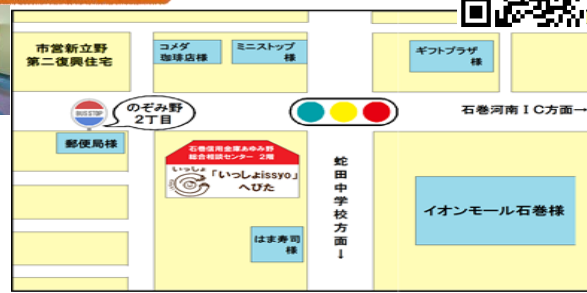 市営新立野
第二復興住宅
コメダ
珈琲店様
ミニストップ
様
ギフトプラザ
様
BUS STOP
のぞみ野
2丁目
石巻河南IC方面→
郵便局様
石巻信用金庫あゆみ野
総合相談センター 2階
いっしょ
「いっしょissyo」
へびた
蛇田中学校方面↓
イオンモール石巻様
はま寿司
様